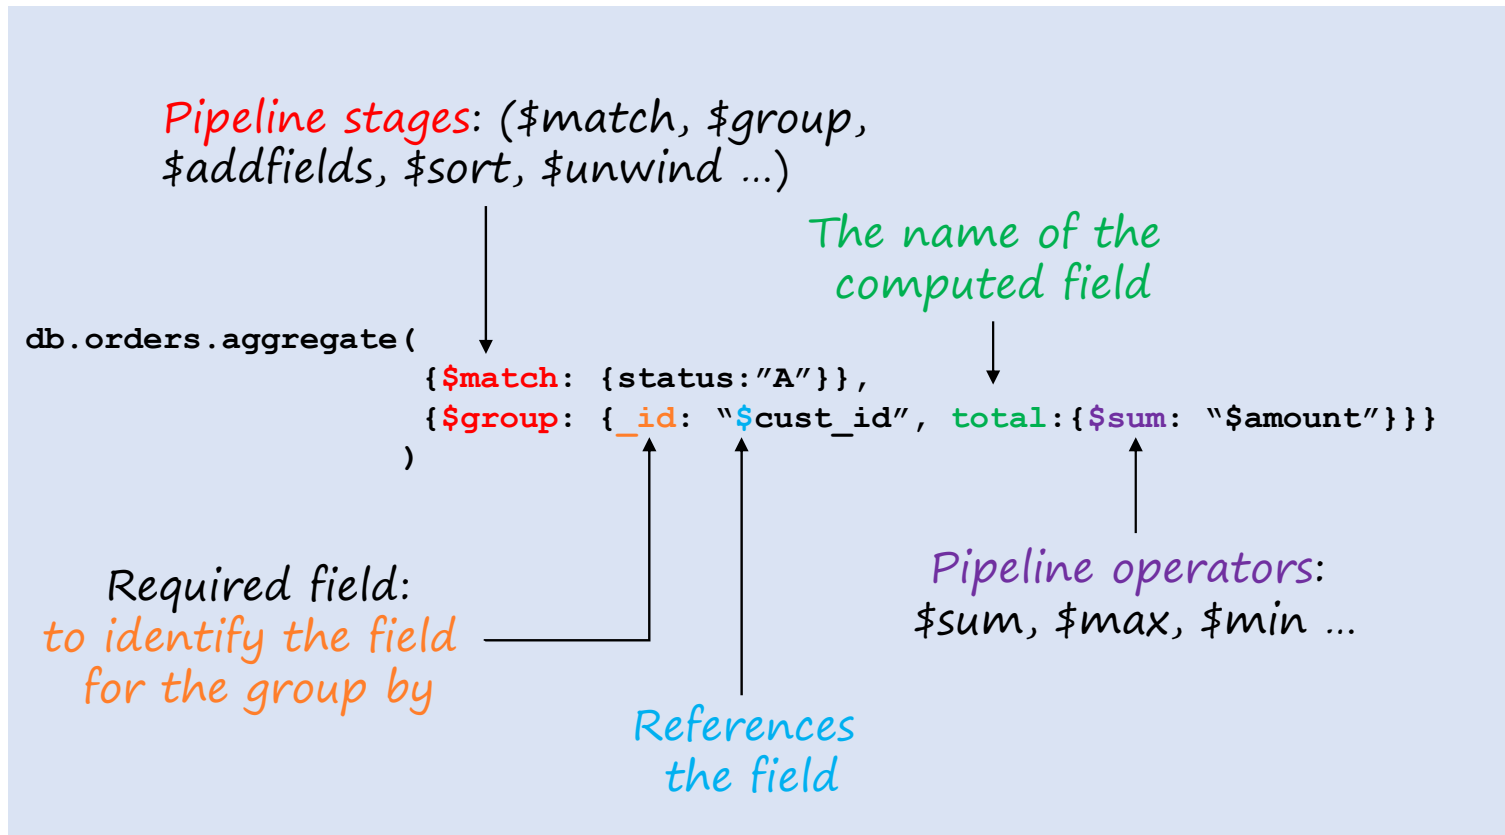 Pipeline stages: ($match, $group,
$addfields, $sort, $unwind ...)
The name of the
computed field
db.orders.aggregate(
{$match: {status:”A”}},
{$group: {_id: “$cust_id”, total:{$sum: “$amount”}}}
)
Required field:
to identify the field
for the group by
References
the field
Pipeline operators:
$sum, $max, $min ...